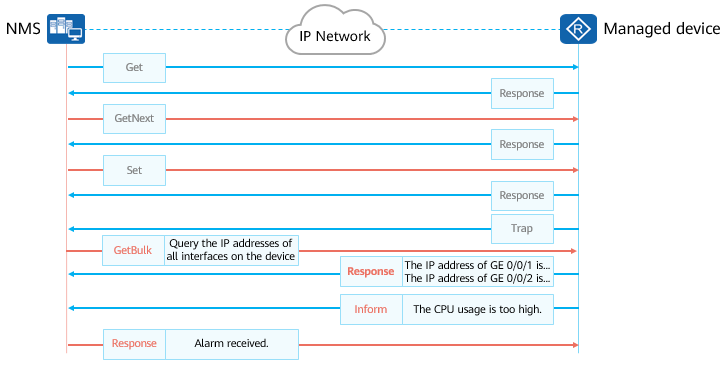 NMS
IP Network
R
Managed device
Get
Response
GetNext
Response
Set
Response
Trap
GetBulk
Query the IP addresses of
all interfaces on the device
Response
The IP address of GE 0/0/1 is...
The IP address of GE 0/0/2 is...
Inform
The CPU usage is too high.
Response
Alarm received.